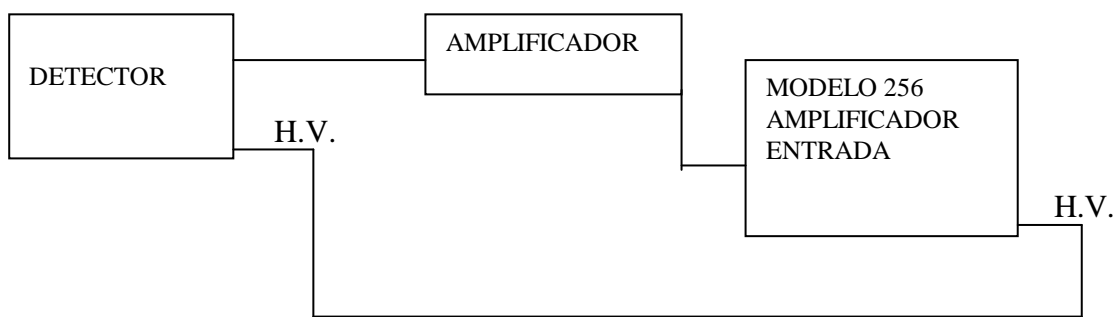 DETECTOR
H.V.
AMPLIFICADOR
MODELO 256
AMPLIFICADOR
ENTRADA
H.V.